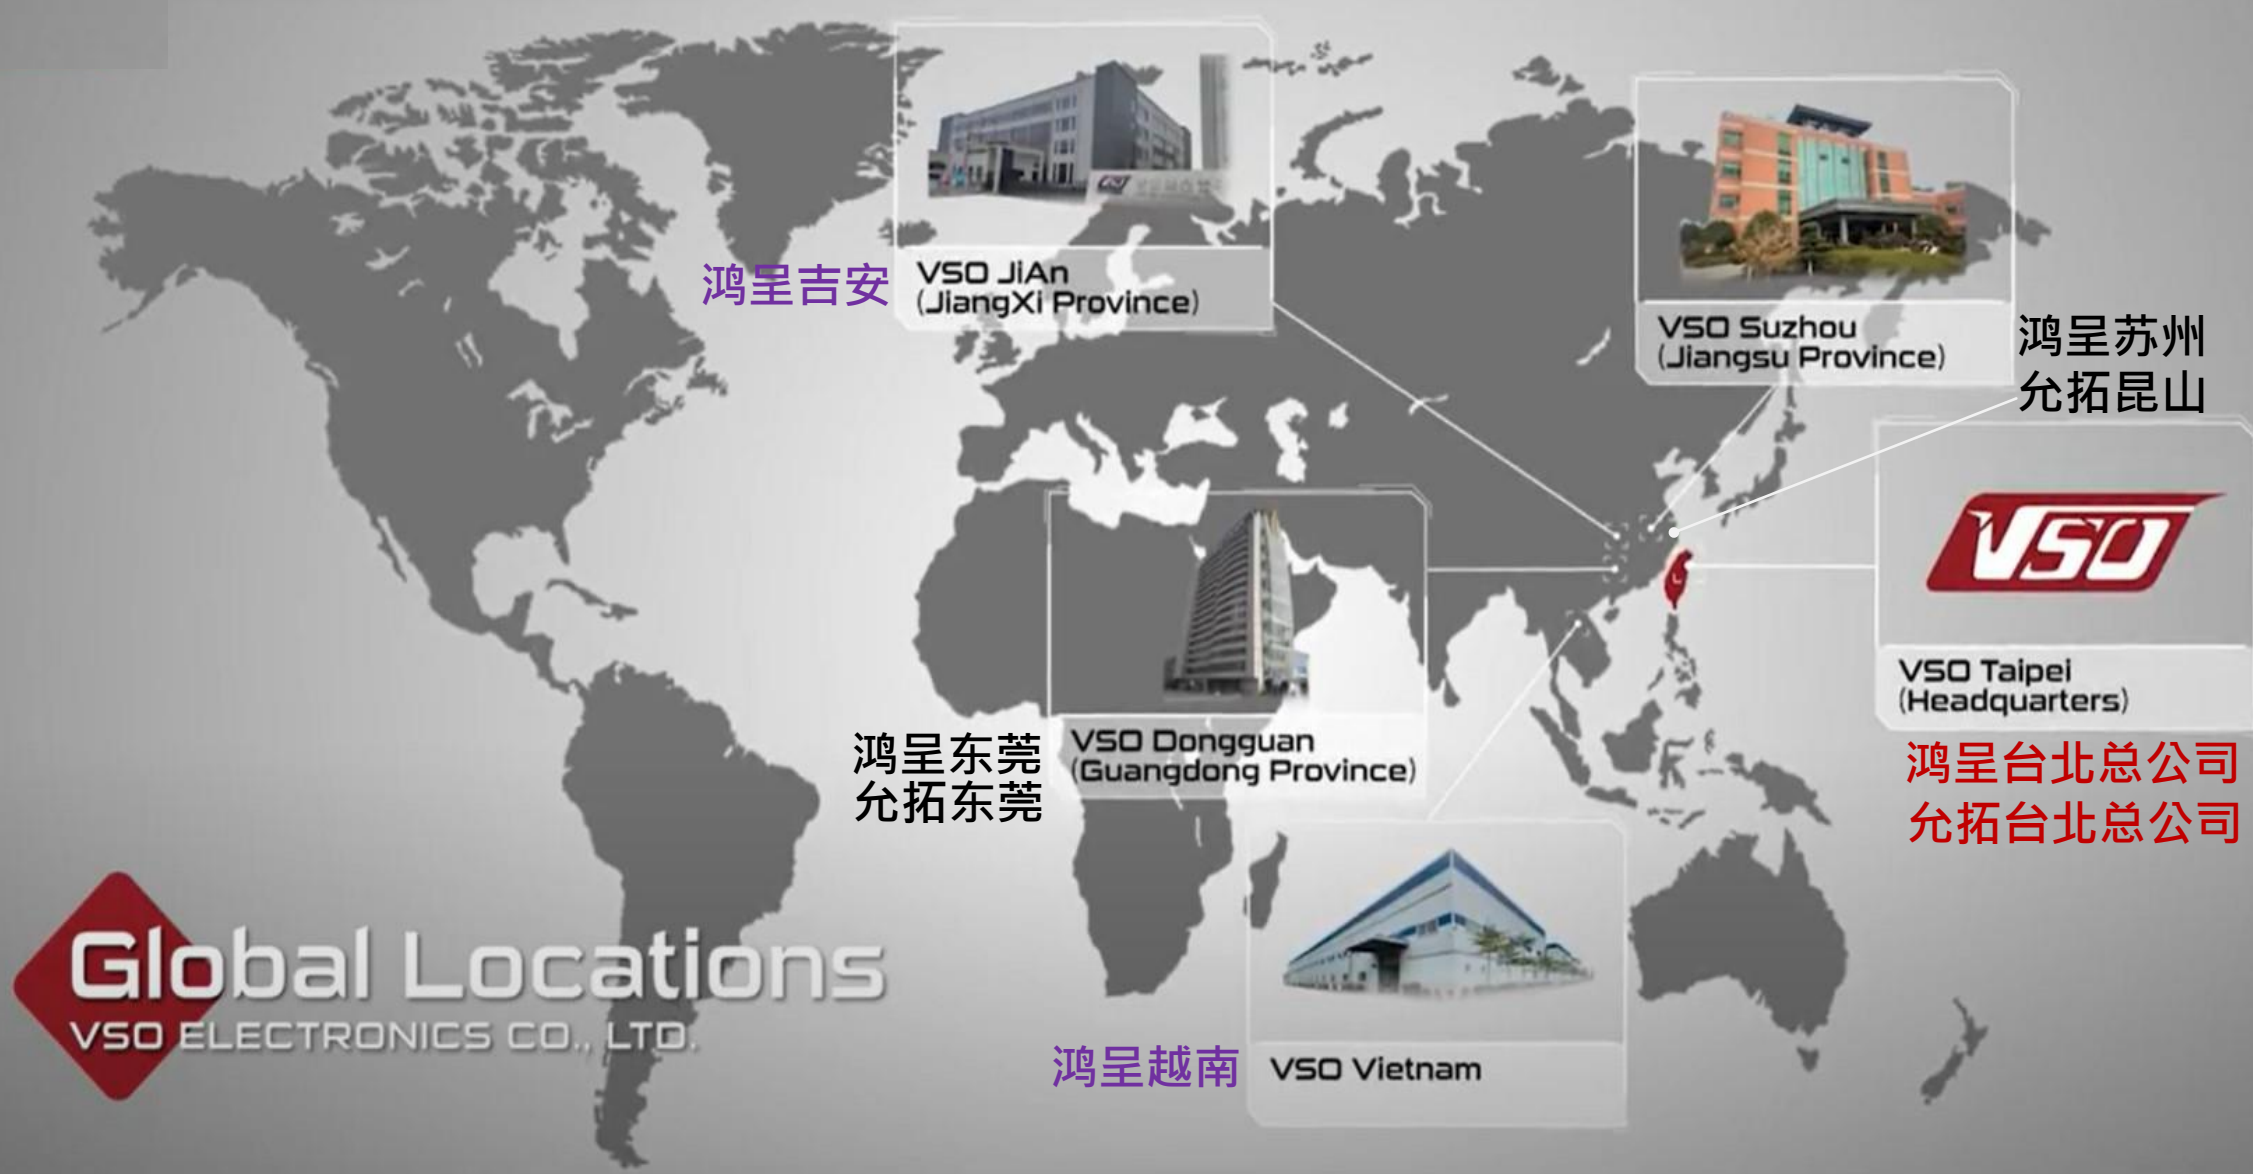 鸿呈吉安
VSO JiAn
(JiangXi Province)
VSO Suzhou
(Jiangsu Province)
鸿呈苏州
允拓昆山
VSO
VSO Taipei
(Headquarters)
鸿呈台北总公司
允拓台北总公司
鸿呈东莞
允拓东莞
VSO Dongguan
(Guangdong Province)
Global Locations
VSO ELECTRONICS CO., LTD.
鸿呈越南
VSO Vietnam